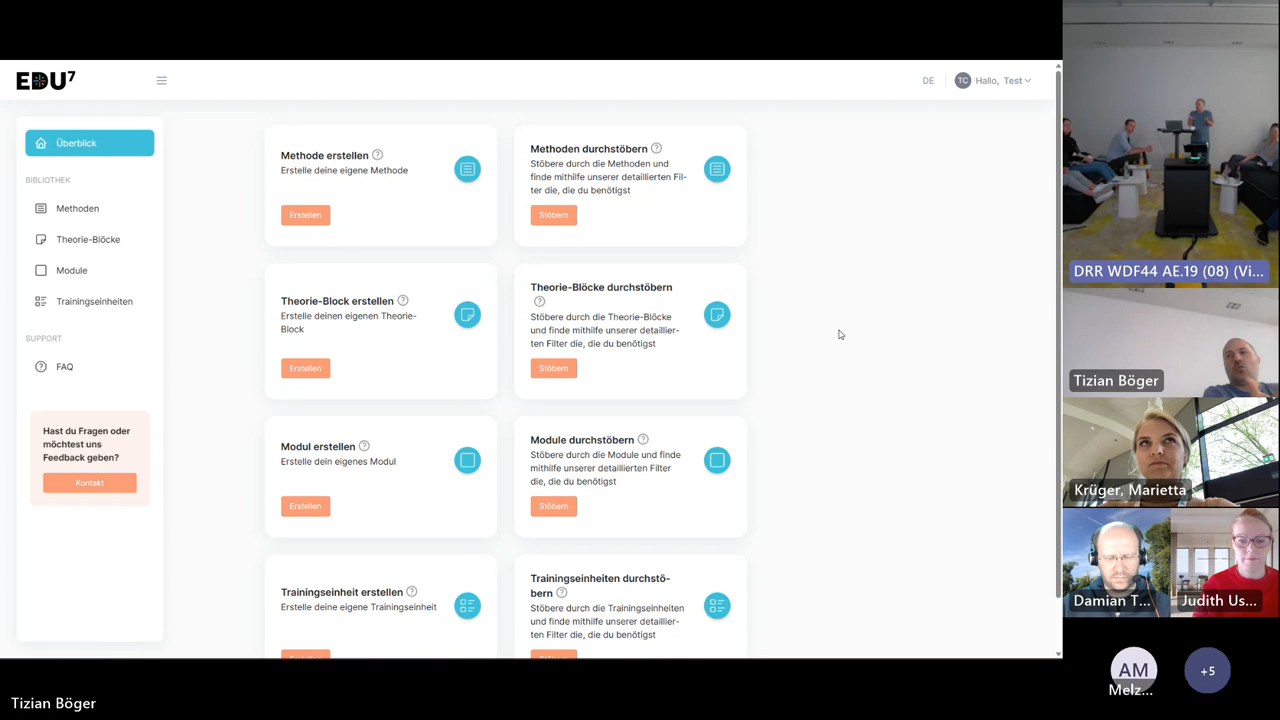 EDU7
DE
TC
Hallo, Test
Überblick
BIBLIOTHEK
Methoden
Theorie-Blöcke
Module
Trainingseinheiten
SUPPORT
FAQ
Hast du Fragen oder
möchtest uns
Feedback geben?
Kontakt
Methode erstellen
Erstelle deine eigene Methode
Erstellen
Methoden durchstöbern
Stöbere durch die Methoden und
finde mithilfe unserer detaillierten Fil-
ter die, die du benötigst
Stöbern
Theorie-Block erstellen
Erstelle deinen eigenen Theorie-
Block
Erstellen
Theorie-Blöcke durchstöbern
Stöbere durch die Theorie-Blöcke
und finde mithilfe unserer detaillier-
ten Filter die, die du benötigst
Stöbern
Modul erstellen
Erstelle dein eigenes Modul
Erstellen
Module durchstöbern
Stöbere durch die Module und finde
mithilfe unserer detaillierten Filter
die, die du benötigst
Stöbern
Trainingseinheit erstellen
Erstelle deine eigene Trainingseinheit
Trainingseinheiten durchstö-
bern
Stöbere durch die Trainingseinheiten
und finde mithilfe unserer detaillier-
ten Filter die, die du benötigst
DRR WDF44 AE.19 (08) (Vi...
Tizian Böger
Krüger, Marietta
Damian T...
Judith Us...
AM
Melz...
+5
Tizian Böger